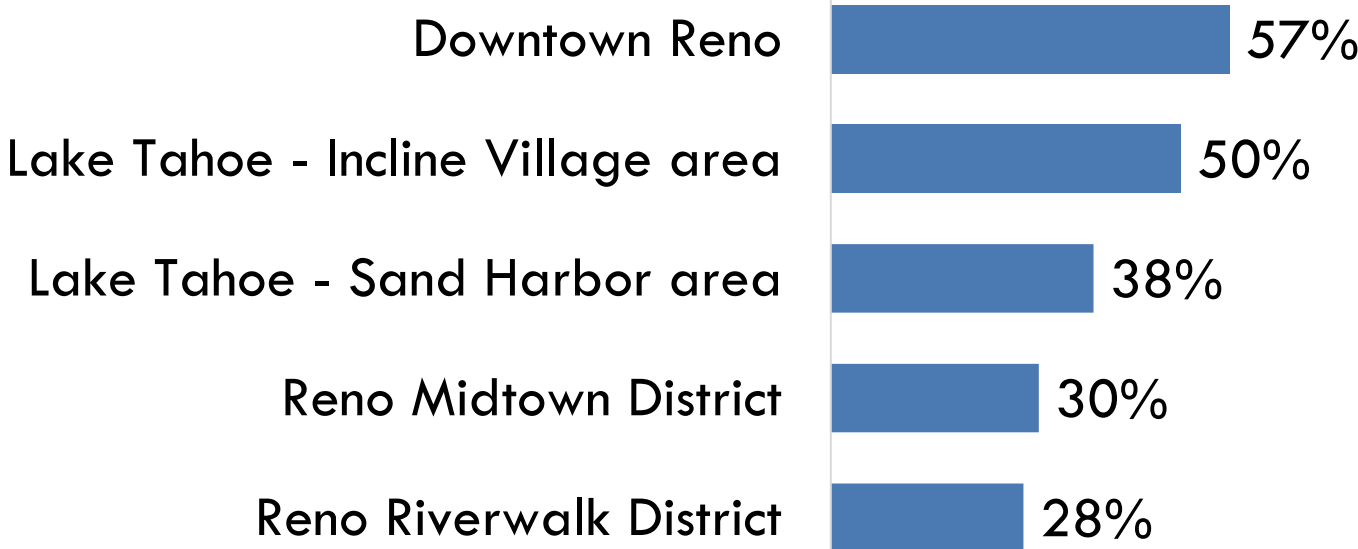 Downtown Reno 57%
Lake Tahoe - Incline Village area 50%
Lake Tahoe - Sand Harbor area 38%
Reno Midtown District 30%
Reno Riverwalk District 28%